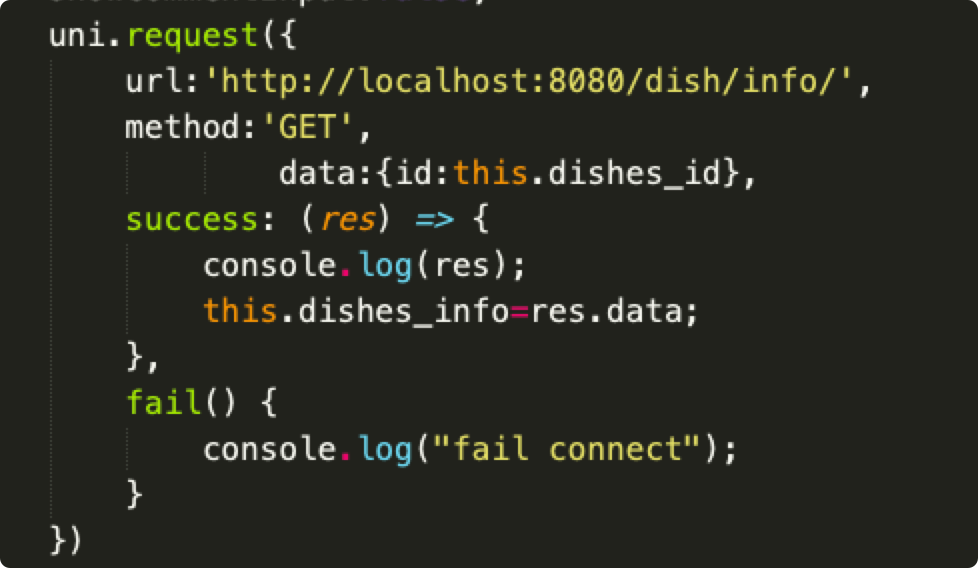 uni.request({
url:'http://localhost:8080/dish/info/',
method:'GET',
data:{id:this.dishes_id},
success: (res) => {
console.log(res);
this.dishes_info=res.data;
},
fail() {
console.log("fail connect");
}
})